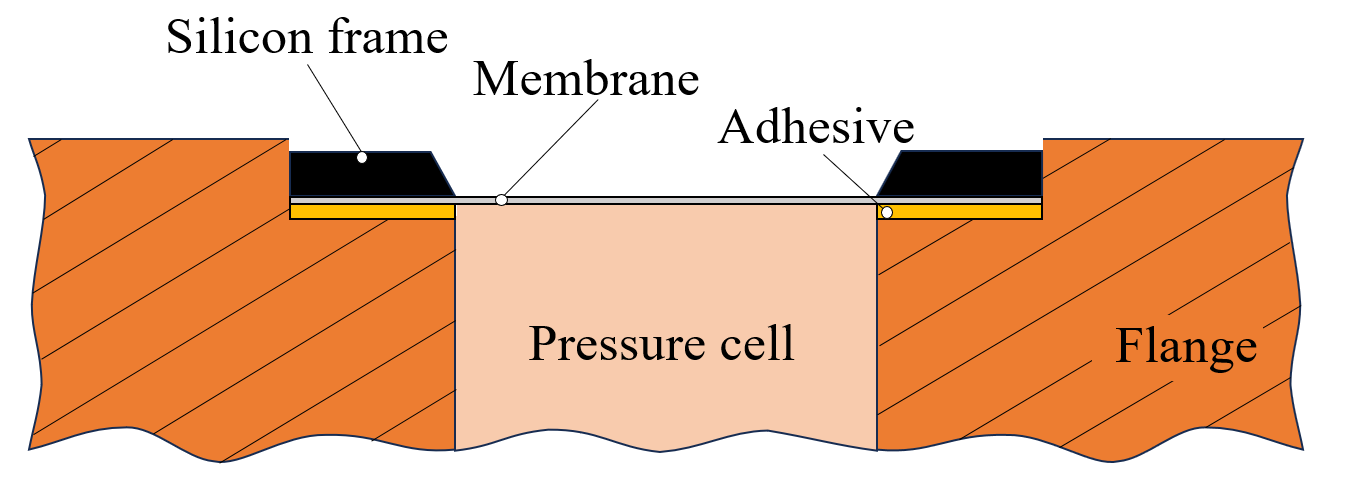 Silicon frame
Membrane
Adhesive
Pressure cell
Flange